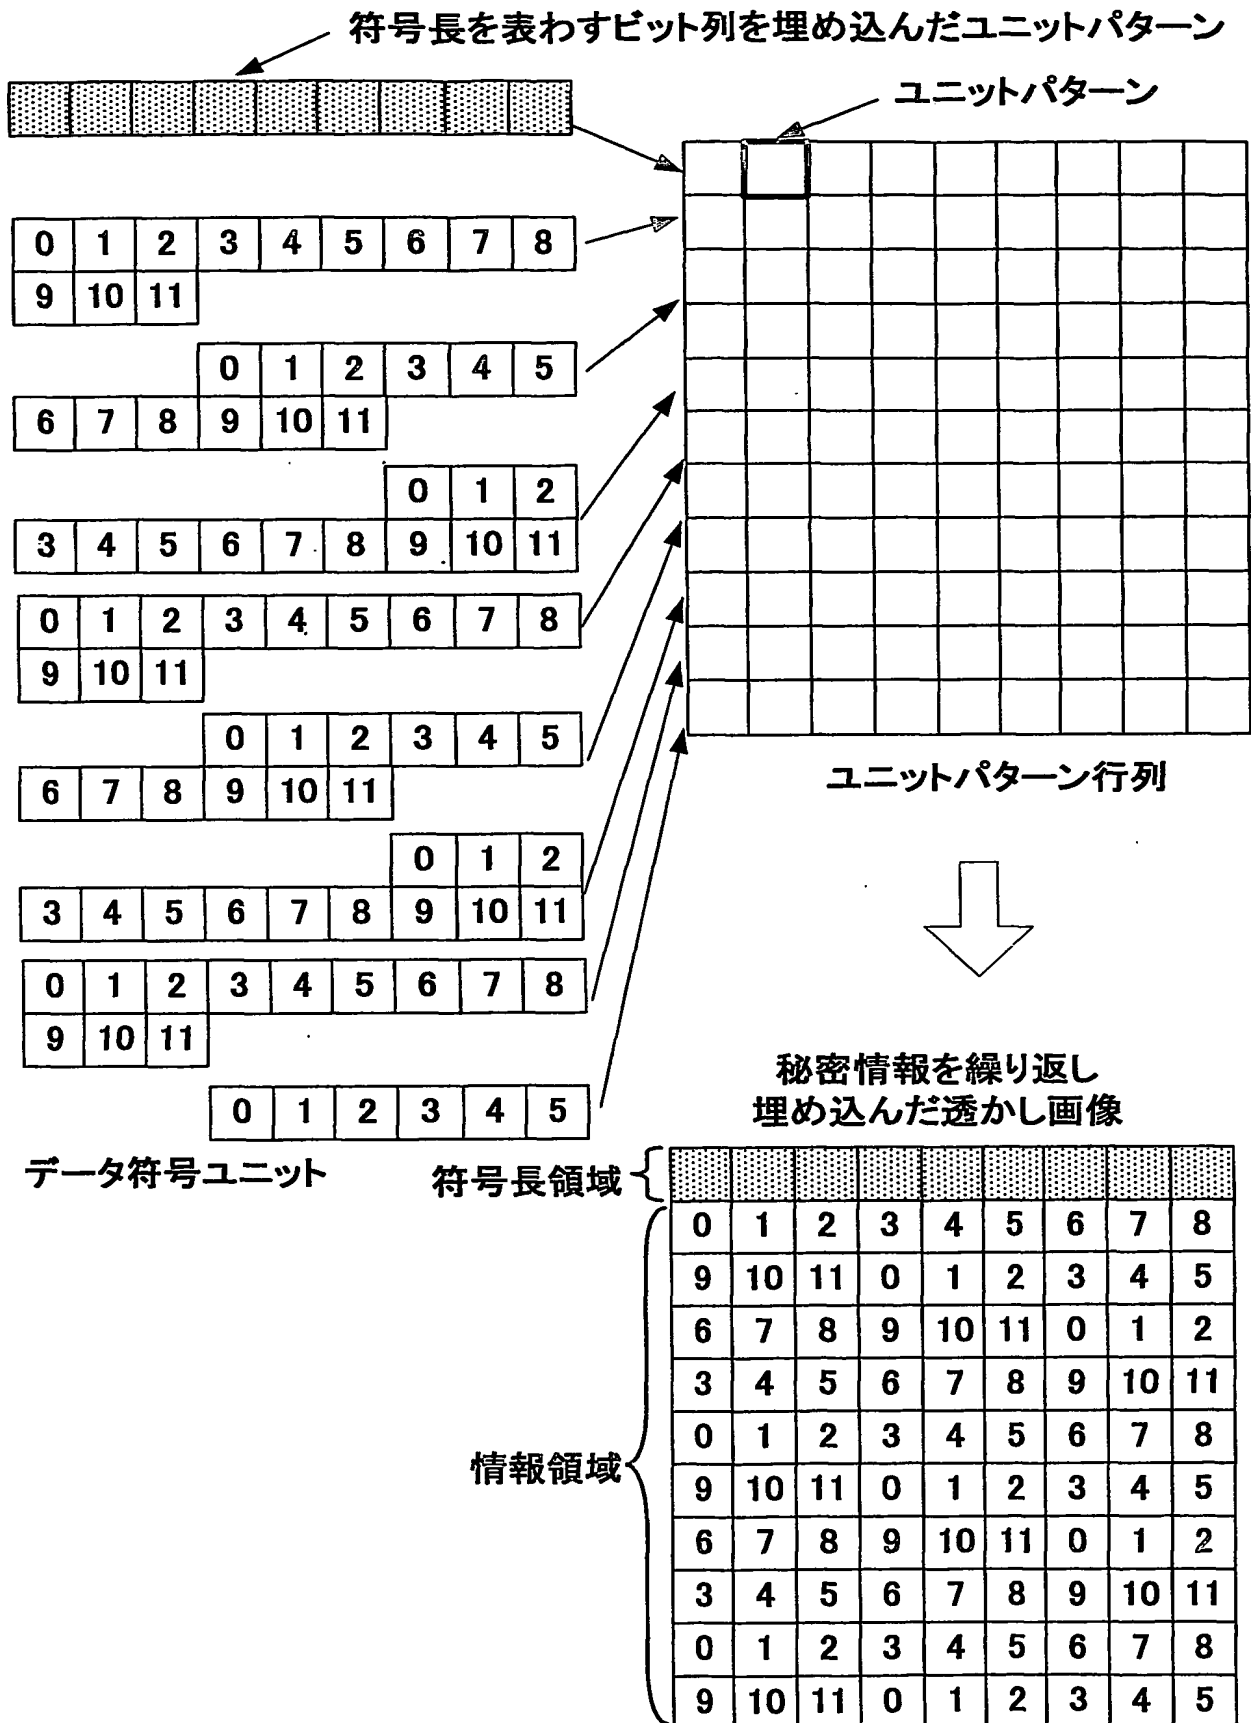 符号長を表わすビット列を埋め込んだユニットパターン
ユニットパターン
0 1 2 3 4 5 6 7 8
9 10 11
0 1 2 3 4 5
6 7 8 9 10 11
0 1 2
3 4 5 6 7 8 9 10 11
0 1 2 3 4 5 6 7 8
9 10 11
0 1 2 3 4 5
6 7 8 9 10 11
0 1 2
3 4 5 6 7 8 9 10 11
0 1 2 3 4 5 6 7 8
9 10 11
0 1 2 3 4 5
データ符号ユニット
ユニットパターン行列
秘密情報を繰り返し
埋め込んだ透かし画像
符号長領域
情報領域
0 1 2 3 4 5 6 7 8
9 10 11 0 1 2 3 4 5
6 7 8 9 10 11 0 1 2
3 4 5 6 7 8 9 10 11
0 1 2 3 4 5 6 7 8
9 10 11 0 1 2 3 4 5
6 7 8 9 10 11 0 1 2
3 4 5 6 7 8 9 10 11
0 1 2 3 4 5 6 7 8
9 10 11 0 1 2 3 4 5